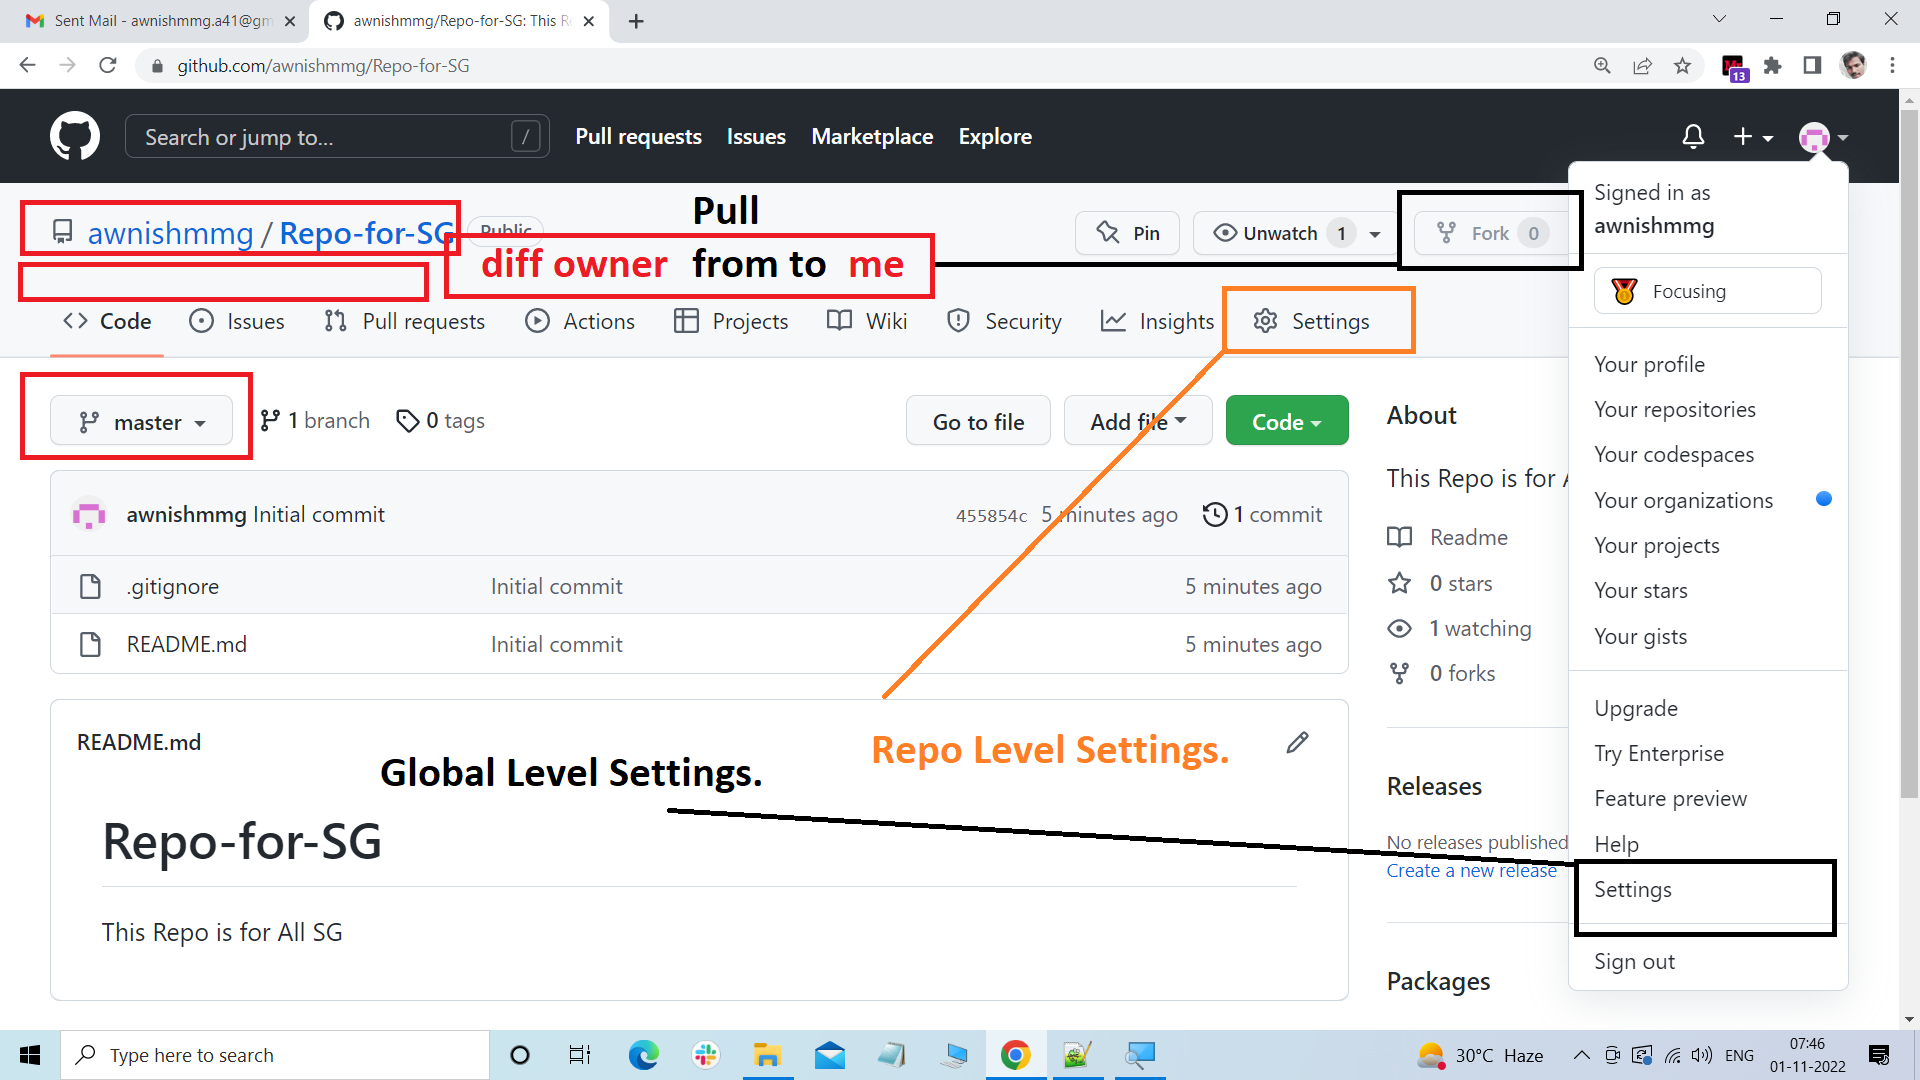 Sent Mail - awnishmmg.a41@gm
awnishmmg/Repo-for-SG: This R
github.com/awnishmmg/Repo-for-SG
13
Search or jump to...
/
Pull requests
Issues
Marketplace
Explore
Signed in as
awnishmmg
awnishmmg / Repo-for-SG
Public
Pull
Pin
Unwatch 1
Fork 0
diff owner from to me
Focusing
Code
Issues
Pull requests
Actions
Projects
Wiki
Security
Insights
Settings
master
1 branch
0 tags
Go to file
Add file
Code
awnishmmg Initial commit
455854c 5 minutes ago
1 commit
.gitignore Initial commit 5 minutes ago
README.md Initial commit 5 minutes ago
README.md
Global Level Settings.
Repo Level Settings.
Repo-for-SG
This Repo is for All SG
About
This Repo is for A
Readme
0 stars
1 watching
0 forks
Releases
No releases published
Create a new release
Packages
Your profile
Your repositories
Your codespaces
Your organizations
Your projects
Your stars
Your gists
Upgrade
Try Enterprise
Feature preview
Help
Settings
Sign out
Type here to search
30°C Haze
ENG
07:46
01-11-2022